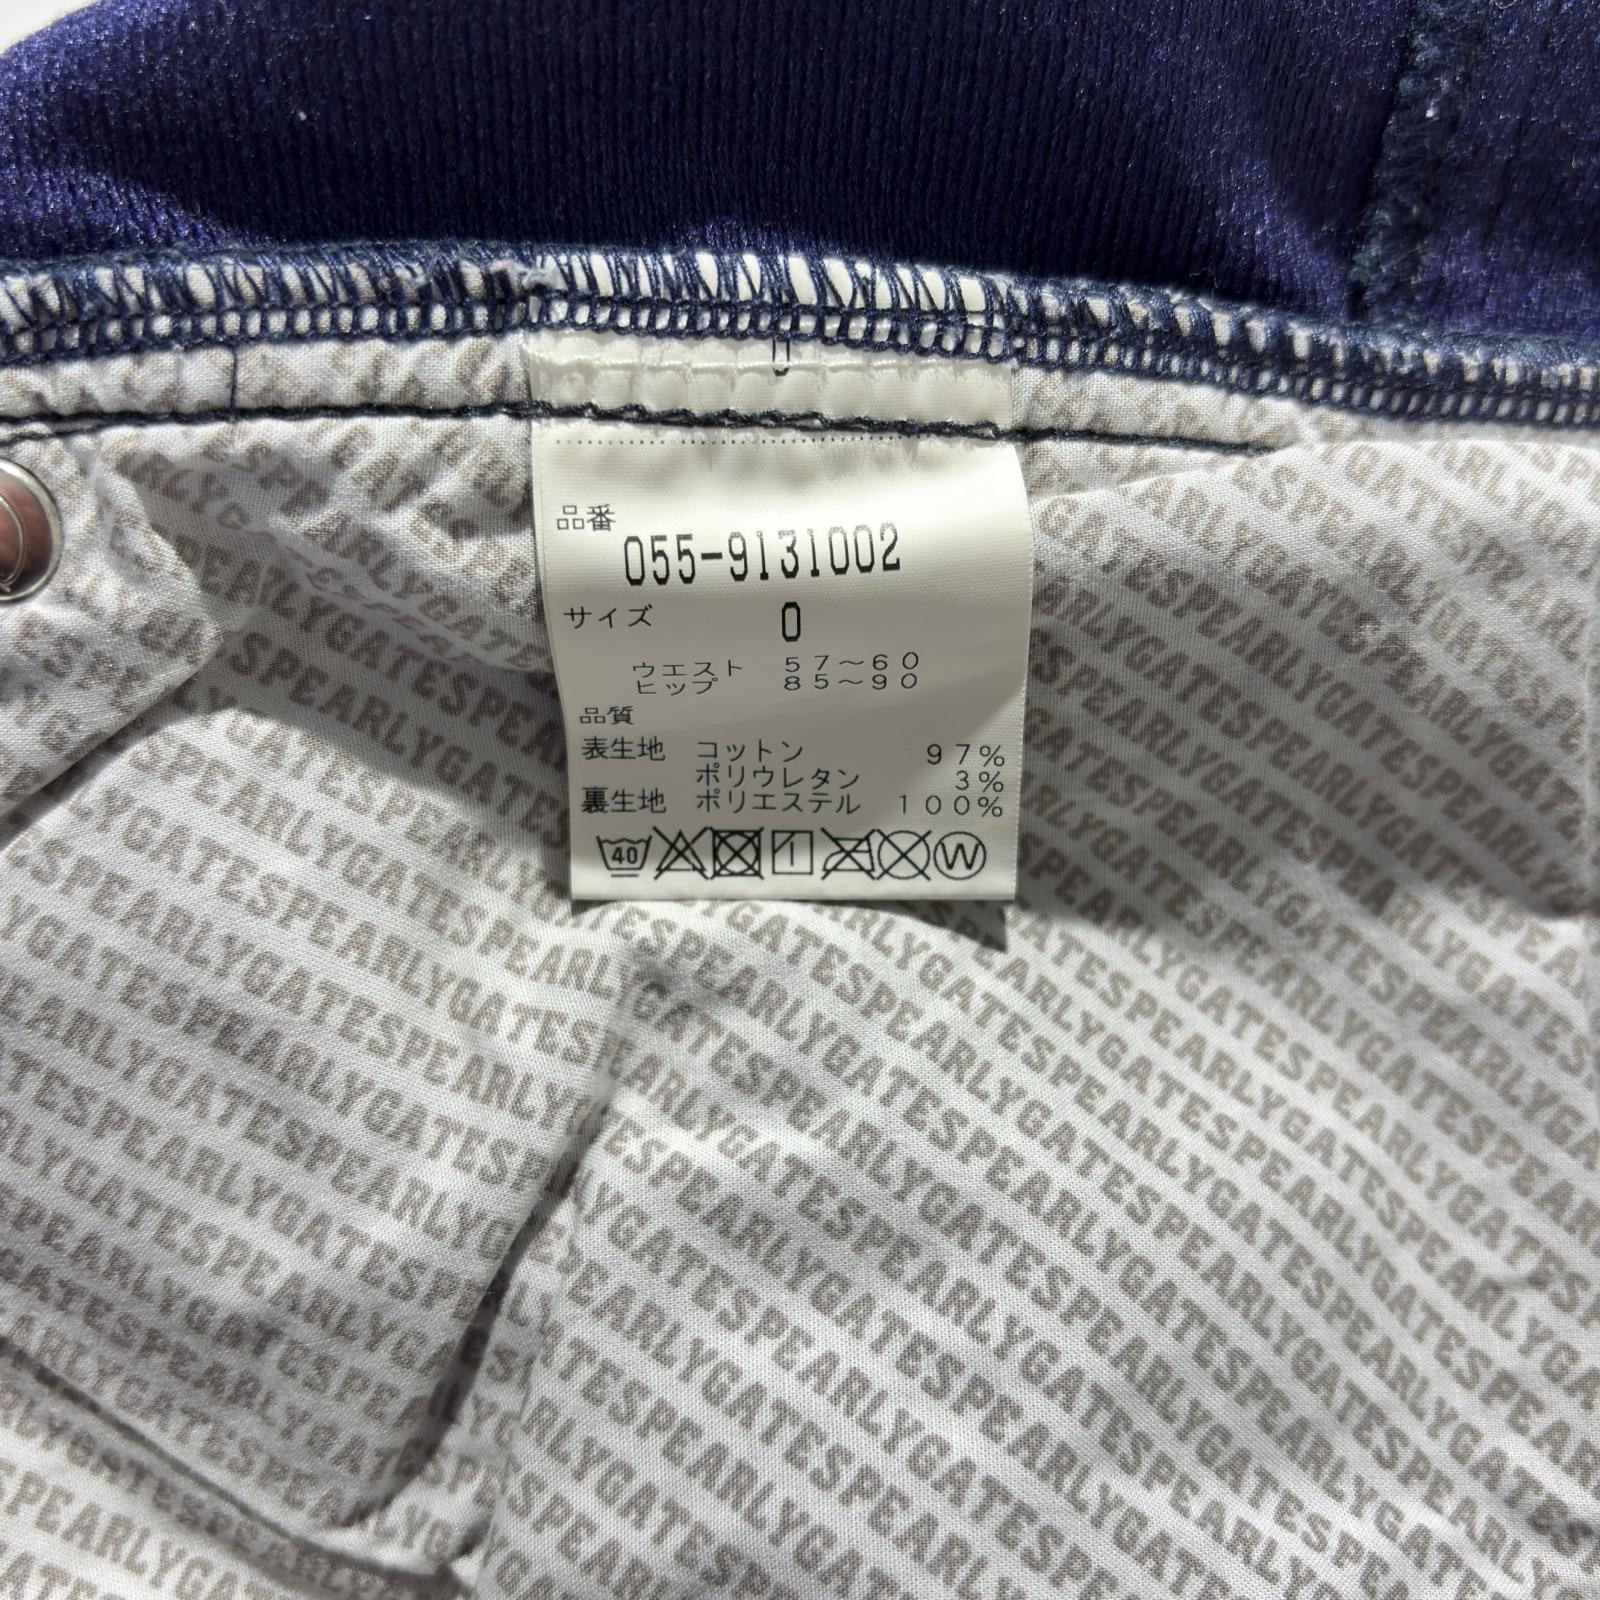 品番
055-9131002
サイズ 0
ウエスト 57～60
ヒップ 85～90
品質
表生地 コットン 97%
ポリウレタン 3%
裏生地 ポリエステル 100%
40 W
PEARLYGATESPEARLYGATESPEARLYGATES